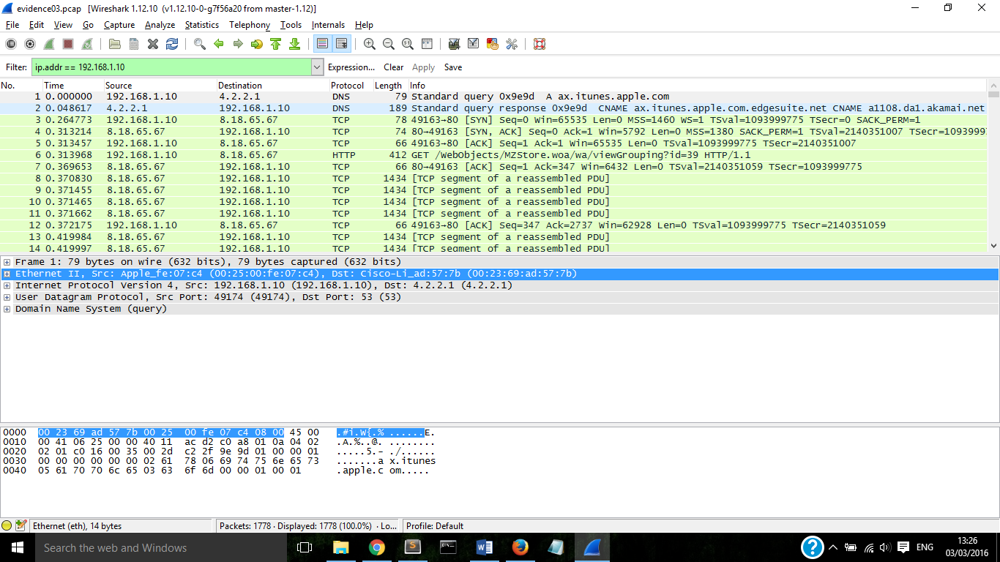 evidence03.pcap [Wireshark 1.12.10 (v1.12.10-0-g7f56a20 from master-1.12)]
File Edit View Go Capture Analyze Statistics Telephony Tools Internals Help
Filter: ip.addr == 192.168.1.10 Expression... Clear Apply Save
No. Time Source Destination Protocol Length Info
1 0.000000 192.168.1.10 4.2.2.1 DNS 79 Standard query 0x9e9d A ax.itunes.apple.com
2 0.048617 4.2.2.1 192.168.1.10 DNS 189 Standard query response 0x9e9d CNAME ax.itunes.apple.com.edgesuite.net CNAME a1108.da1.akamai.net
3 0.264773 192.168.1.10 8.18.65.67 TCP 78 49163→80 [SYN] Seq=0 Win=65535 Len=0 MSS=1460 WS=1 TSval=1093999775 TSecr=0 SACK_PERM=1
4 0.313214 8.18.65.67 192.168.1.10 TCP 74 80→49163 [SYN, ACK] Seq=0 Ack=1 Win=5792 Len=0 MSS=1380 SACK_PERM=1 TSval=2140351007 TSecr=1093999
5 0.313457 192.168.1.10 8.18.65.67 TCP 66 49163→80 [ACK] Seq=1 Ack=1 Win=65535 Len=0 TSval=1093999775 TSecr=2140351007
6 0.313968 192.168.1.10 8.18.65.67 HTTP 412 GET /WebObjects/MZStore.woa/wa/viewGrouping?id=39 HTTP/1.1
7 0.369653 8.18.65.67 192.168.1.10 TCP 66 80→49163 [ACK] Seq=1 Ack=347 Win=6432 Len=0 TSval=2140351059 TSecr=1093999775
8 0.370830 8.18.65.67 192.168.1.10 TCP 1434 [TCP segment of a reassembled PDU]
9 0.371455 8.18.65.67 192.168.1.10 TCP 1434 [TCP segment of a reassembled PDU]
10 0.371465 8.18.65.67 192.168.1.10 TCP 1434 [TCP segment of a reassembled PDU]
11 0.371662 8.18.65.67 192.168.1.10 TCP 1434 [TCP segment of a reassembled PDU]
12 0.372175 192.168.1.10 8.18.65.67 TCP 66 49163→80 [ACK] Seq=347 Ack=2737 Win=62928 Len=0 TSval=1093999775 TSecr=2140351059
13 0.419984 8.18.65.67 192.168.1.10 TCP 1434 [TCP segment of a reassembled PDU]
14 0.419997 8.18.65.67 192.168.1.10 TCP 1434 [TCP segment of a reassembled PDU]
Frame 1: 79 bytes on wire (632 bits), 79 bytes captured (632 bits)
Ethernet II, Src: Apple_fe:07:c4 (00:25:00:fe:07:c4), Dst: Cisco-Li_ad:57:7b (00:23:69:ad:57:7b)
Internet Protocol Version 4, Src: 192.168.1.10 (192.168.1.10), Dst: 4.2.2.1 (4.2.2.1)
User Datagram Protocol, Src Port: 49174 (49174), Dst Port: 53 (53)
Domain Name System (query)
0000 00 23 69 ad 57 7b 00 25 00 fe 07 c4 08 00 45 00 .#i.W{.% ......E.
0010 00 41 06 25 00 00 40 11 ac d2 c0 a8 01 0a 04 02 .A.%..@. ........
0020 02 01 c0 16 00 35 00 2d c2 2f 9e 9d 01 00 00 01 .....5.- ./......
0030 00 00 00 00 00 00 02 61 78 06 69 74 75 6e 65 73 .......a x.itunes
0040 05 61 70 70 6c 65 03 63 6f 6d 00 00 01 00 01 .apple.c om.....
Ethernet (eth), 14 bytes Packets: 1778 · Displayed: 1778 (100.0%) · Lo... Profile: Default
Search the web and Windows
ENG 13:26
03/03/2016